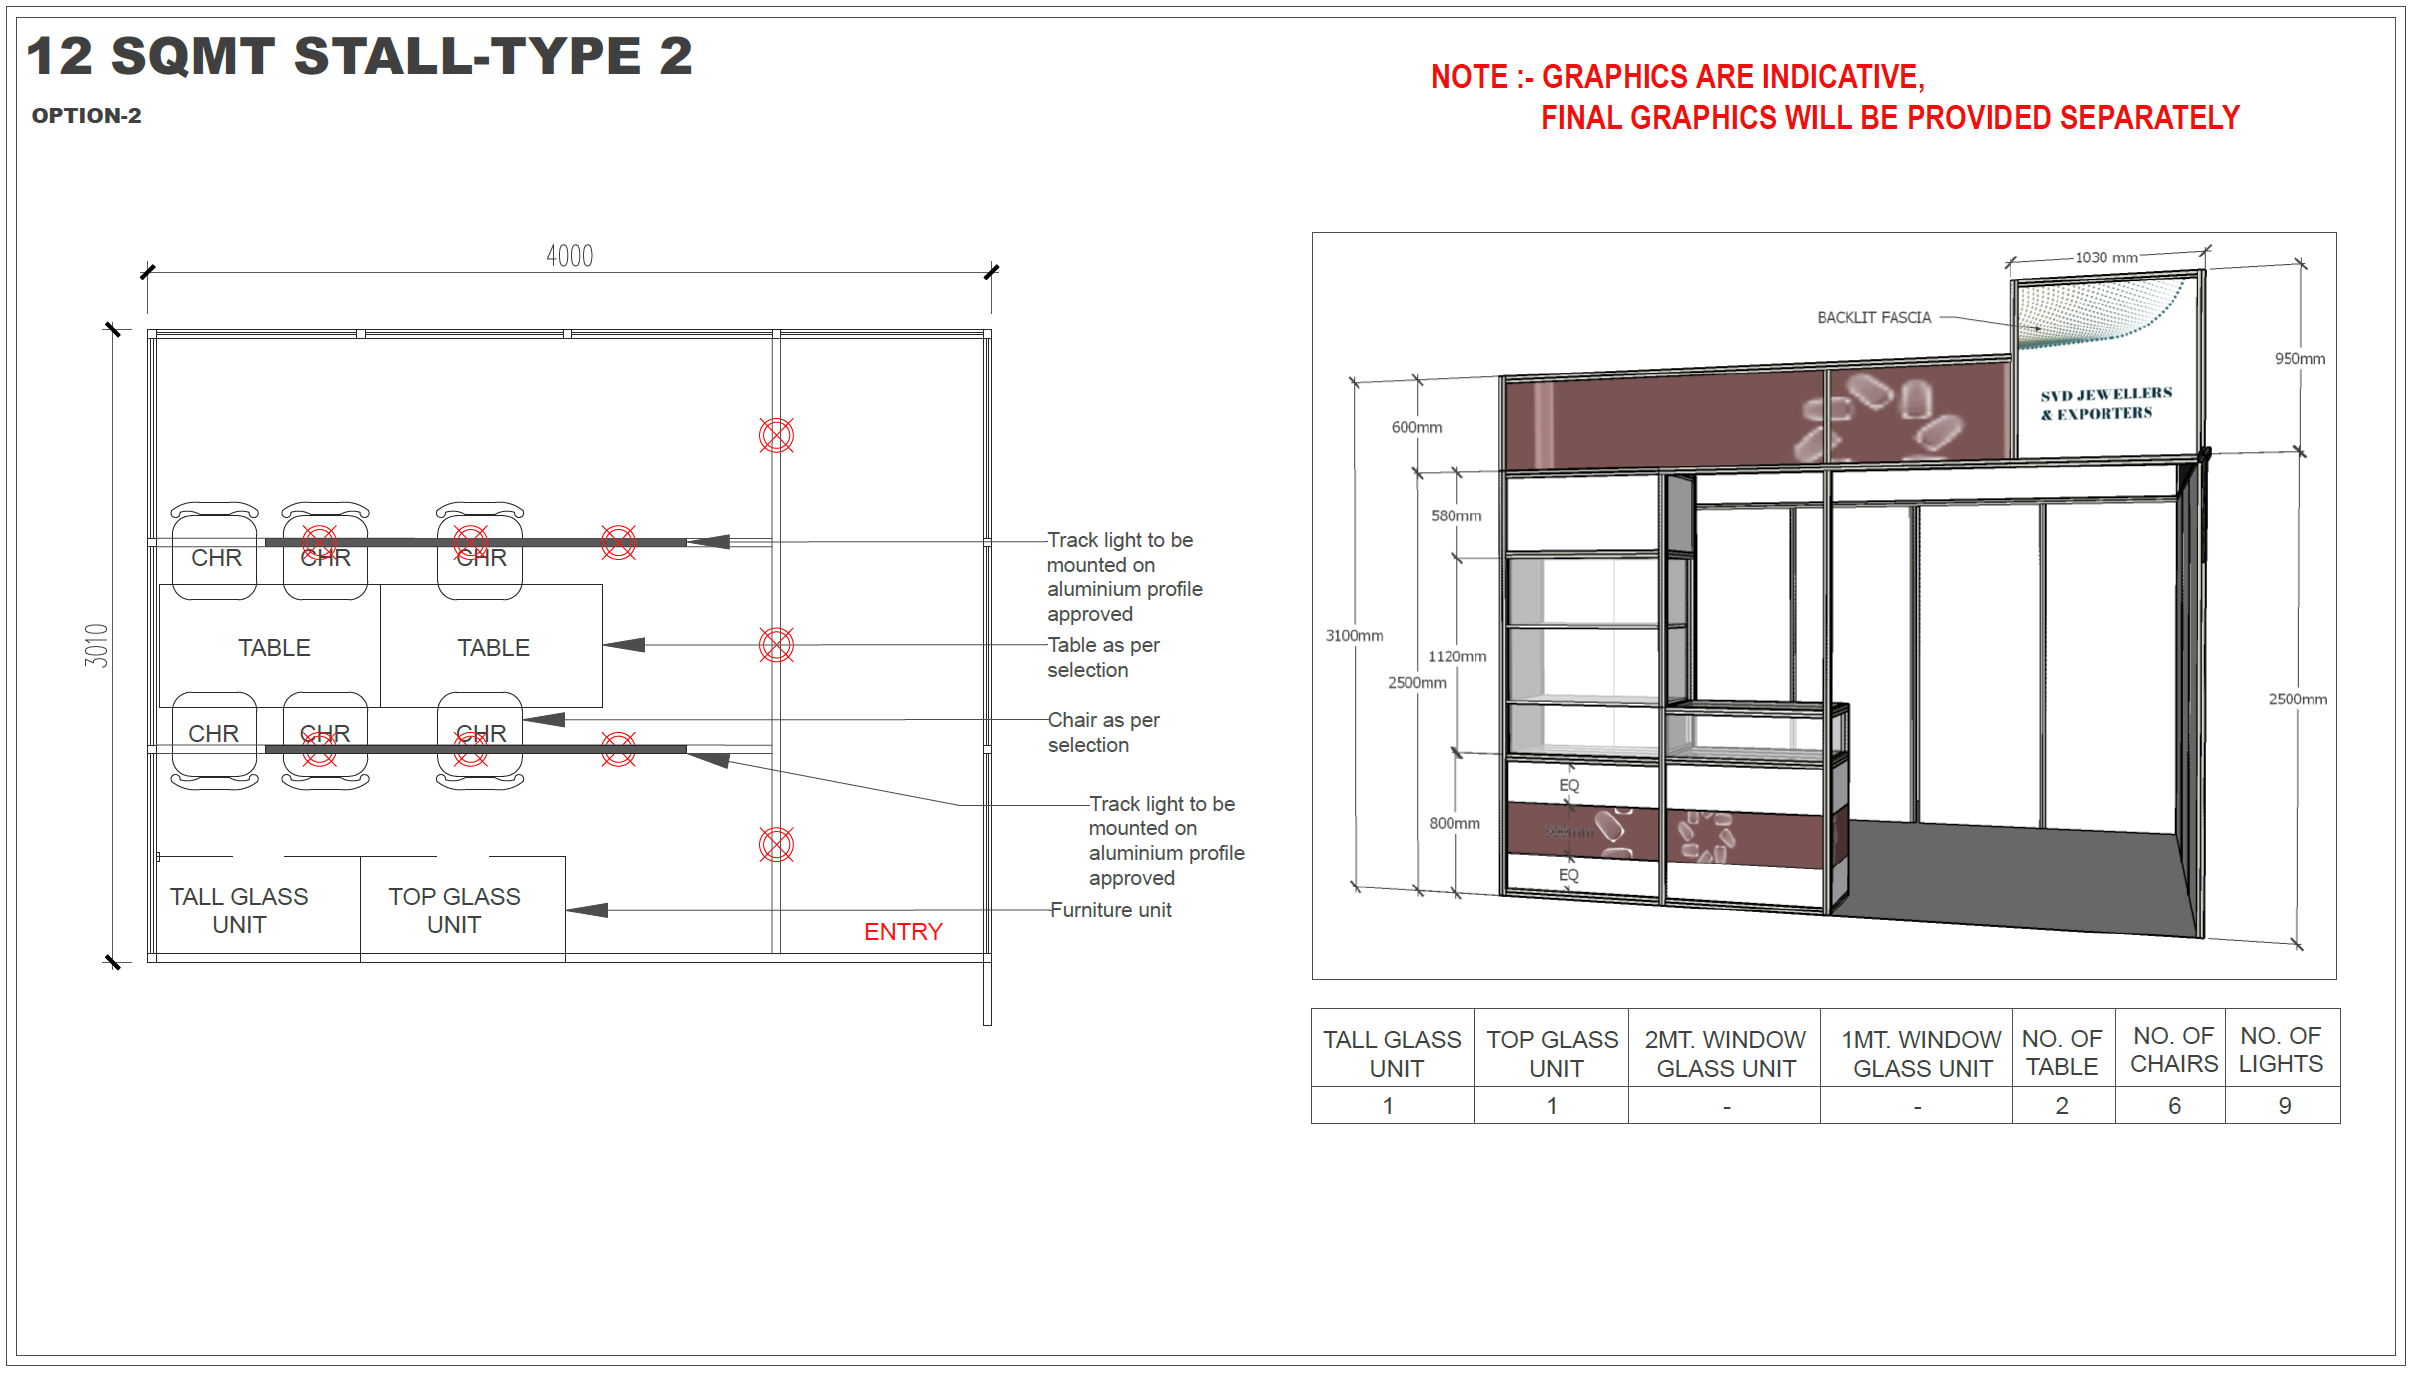 12 SQMT STALL-TYPE 2
OPTION-2
NOTE :- GRAPHICS ARE INDICATIVE,
FINAL GRAPHICS WILL BE PROVIDED SEPARATELY
4000
3010
CHR
CHR
CHR
TABLE
TABLE
CHR
CHR
CHR
TALL GLASS
UNIT
TOP GLASS
UNIT
ENTRY
Track light to be
mounted on
aluminium profile
approved
Table as per
selection
Chair as per
selection
Track light to be
mounted on
aluminium profile
approved
Furniture unit
1030 mm
BACKLIT FASCIA
950mm
SVD JEWELLERS
& EXPORTERS
600mm
580mm
3100mm
1120mm
2500mm
2500mm
EQ
800mm
EQ
TALL GLASS
UNIT
TOP GLASS
UNIT
2MT. WINDOW
GLASS UNIT
1MT. WINDOW
GLASS UNIT
NO. OF
TABLE
NO. OF
CHAIRS
NO. OF
LIGHTS
1
1
-
-
2
6
9